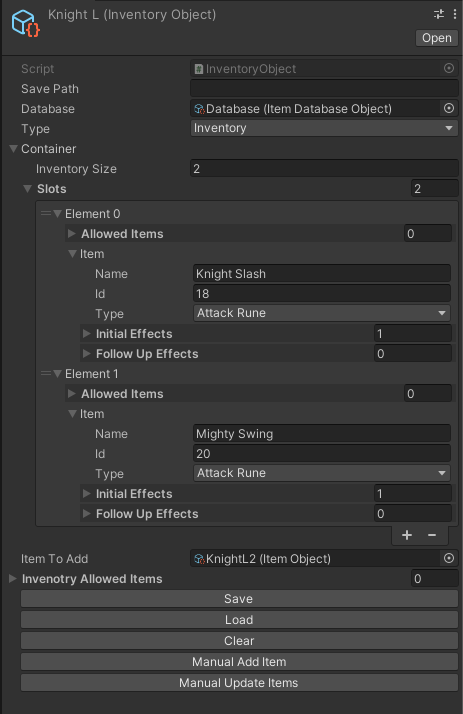 Knight L (Inventory Object)
Open
Script InventoryObject
Save Path
Database Database (Item Database Object)
Type Inventory
Container
Inventory Size 2
Slots 2
Element 0
Allowed Items 0
Item
Name Knight Slash
Id 18
Type Attack Rune
Initial Effects 1
Follow Up Effects 0
Element 1
Allowed Items 0
Item
Name Mighty Swing
Id 20
Type Attack Rune
Initial Effects 1
Follow Up Effects 0
Item To Add KnightL2 (Item Object)
Invenotry Allowed Items 0
Save
Load
Clear
Manual Add Item
Manual Update Items